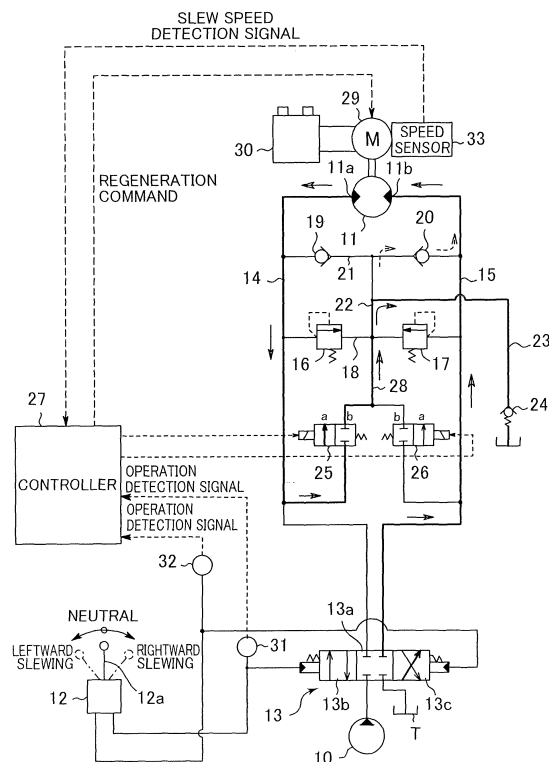 SLEW SPEED
DETECTION SIGNAL
29
M
SPEED
SENSOR
33
30
11a
11b
REGENERATION
COMMAND
19
11
20
14
21
15
22
16
18
17
23
27
28
24
a
b
b
a
25
26
CONTROLLER
OPERATION
DETECTION SIGNAL
OPERATION
DETECTION SIGNAL
32
NEUTRAL
31
13a
LEFTWARD
SLEWING
RIGHTWARD
SLEWING
12
12a
13
13b
13c
T
10